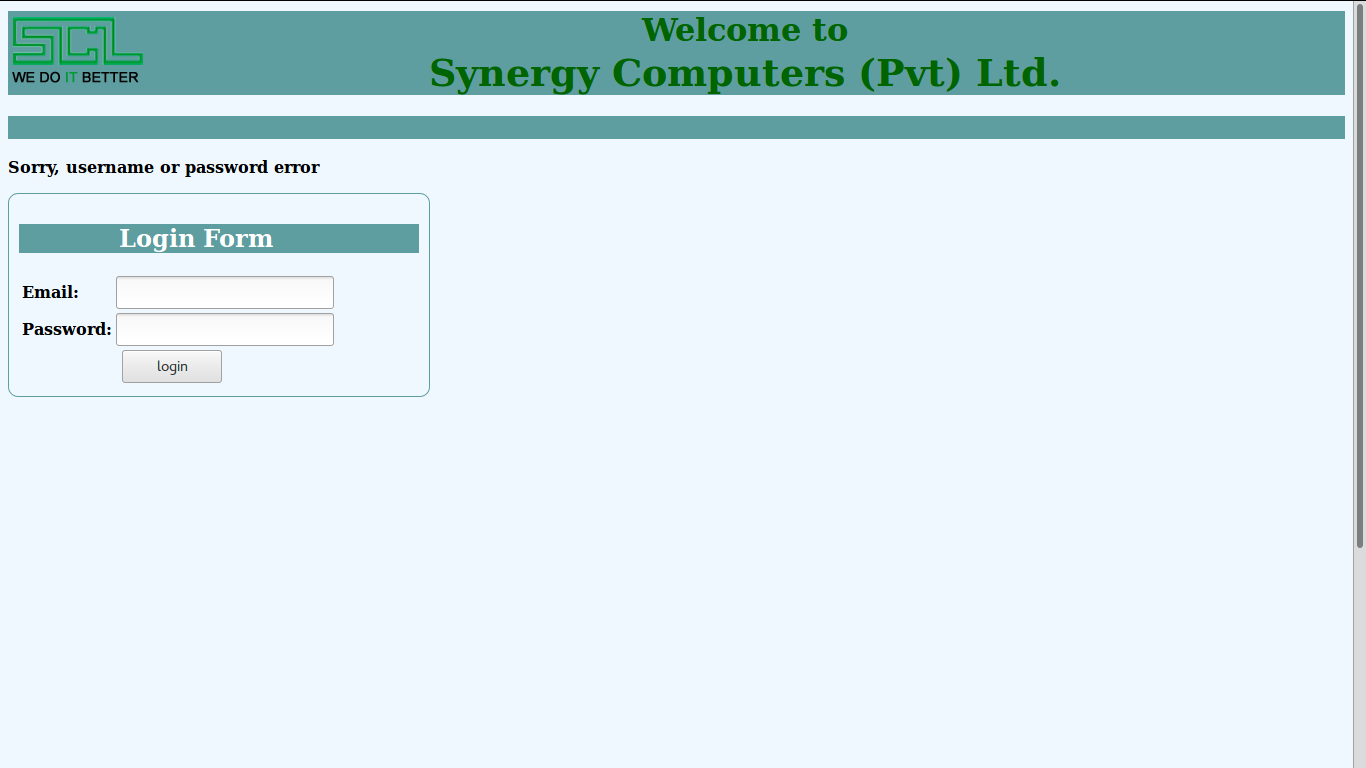 SCL
WE DO IT BETTER
Welcome to
Synergy Computers (Pvt) Ltd.
Sorry, username or password error
Login Form
Email:
Password:
login